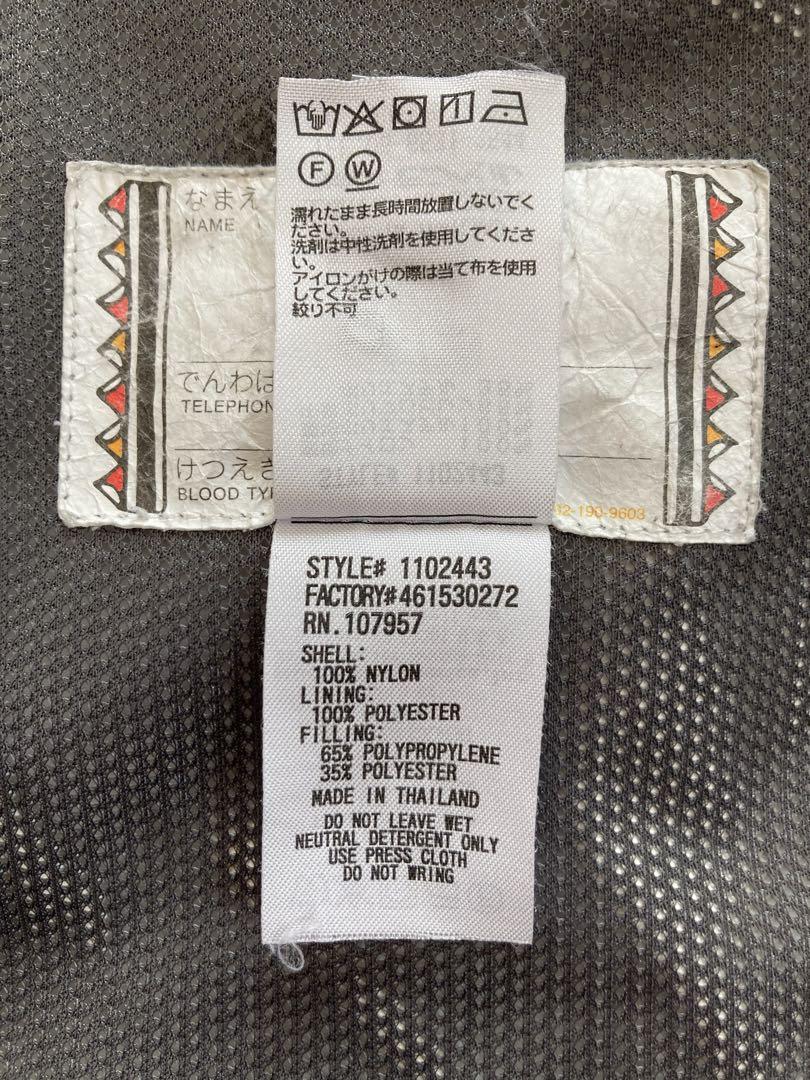 F W
濡れたまま長時間放置しないでく
ださい。
洗剤は中性洗剤を使用してくださ
い。
アイロンがけの際は当て布を使用
してください。
絞り不可
なまえ
NAME
でんわは
TELEPHON
けつえき
BLOOD TY
2-190-9603
STYLE# 1102443
FACTORY#461530272
RN.107957
SHELL:
100% NYLON
LINING:
100% POLYESTER
FILLING:
65% POLYPROPYLENE
35% POLYESTER
MADE IN THAILAND
DO NOT LEAVE WET
NEUTRAL DETERGENT ONLY
USE PRESS CLOTH
DO NOT WRING